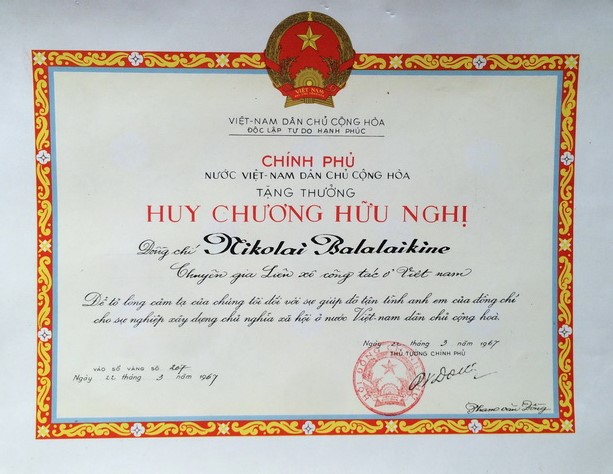 VIỆT NAM
VIỆT-NAM DÂN CHỦ CỘNG HÒA
ĐỘC LẬP TỰ DO HẠNH PHÚC
CHÍNH PHỦ
NƯỚC VIỆT-NAM DÂN CHỦ CỘNG HÒA
TẶNG THƯỞNG
HUY CHƯƠNG HỮU NGHỊ
Đồng chí Nikolai Balalaikine
Chuyên gia Liên xô công tác ở Việt nam
Để tỏ lòng cảm tạ của chúng tôi đối với sự giúp đỡ tận tình anh em của đồng chí
cho sự nghiệp xây dựng chủ nghĩa xã hội ở nước Việt-nam dân chủ cộng hoà.
Ngày 22 tháng 3 năm 1967
THỦ TƯỚNG CHÍNH PHỦ
VÀO SỔ VÀNG SỐ 207
Ngày 22 tháng 3 năm 1967
Phạm văn Đồng